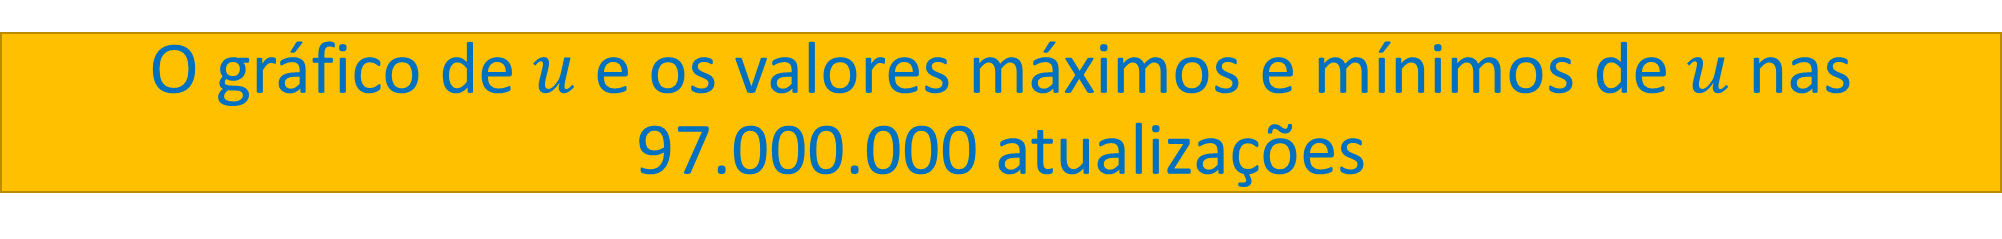 O gráfico de 𝑢 e os valores máximos e mínimos de 𝑢 nas
97.000.000 atualizações